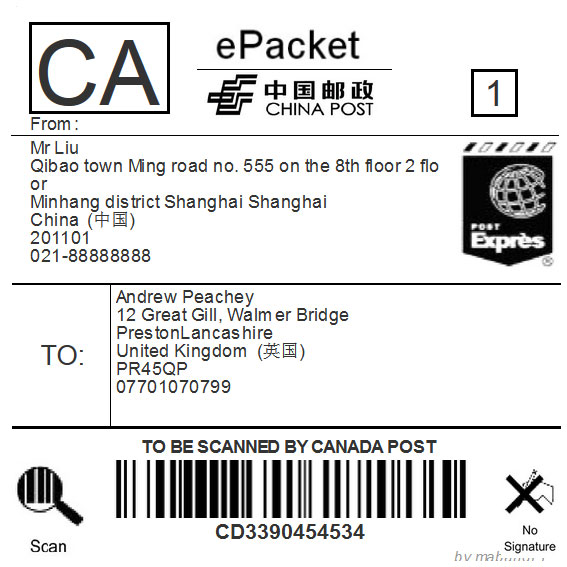 CA
ePacket
中国邮政
CHINA POST
1
From :
Mr Liu
Qibao town Ming road no. 555 on the 8th floor 2 flo
or
Minhang district Shanghai Shanghai
China (中国)
201101
021-88888888
POST
Exprès
®
TO:
Andrew Peachey
12 Great Gill, Walmer Bridge
PrestonLancashire
United Kingdom (英国)
PR45QP
07701070799
TO BE SCANNED BY CANADA POST
CD3390454534
Scan
No
Signature
by